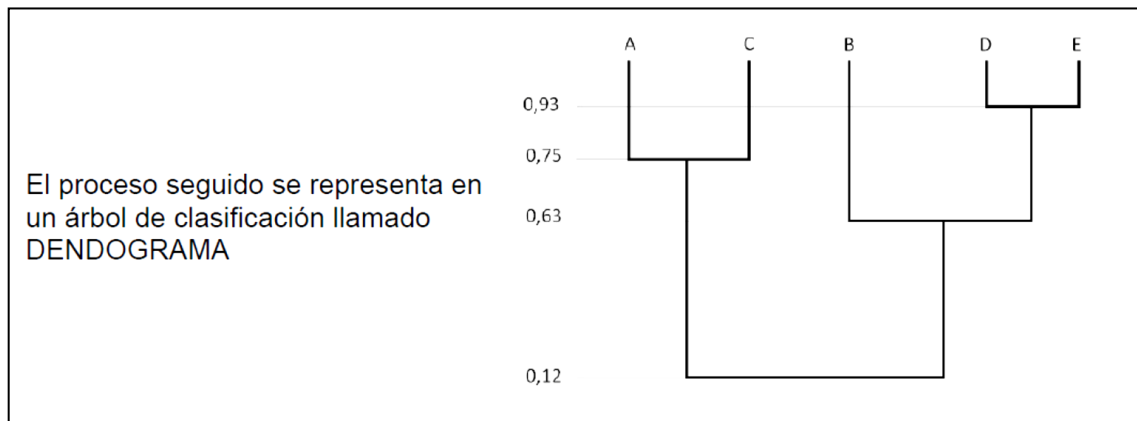 El proceso seguido se representa en
un árbol de clasificación llamado
DENDOGRAMA
A C B D E
0,93
0,75
0,63
0,12